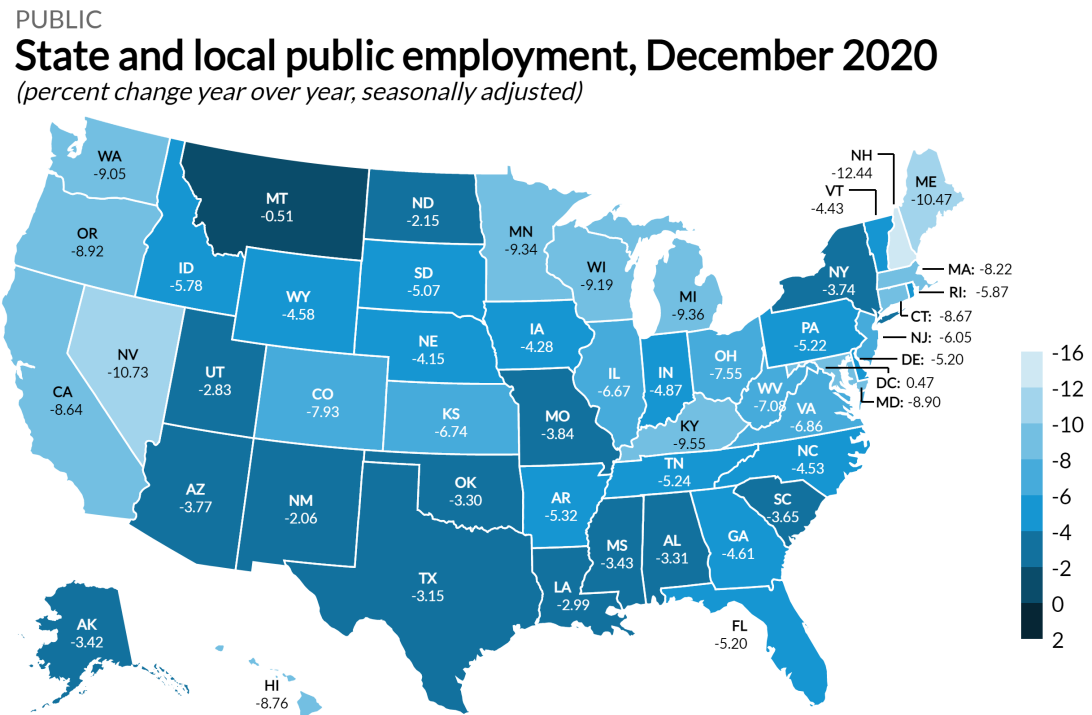 PUBLIC
State and local public employment, December 2020
(percent change year over year, seasonally adjusted)
WA
-9.05
OR
-8.92
CA
-8.64
NV
-10.73
ID
-5.78
MT
-0.51
WY
-4.58
UT
-2.83
CO
-7.93
AZ
-3.77
NM
-2.06
ND
-2.15
SD
-5.07
NE
-4.15
KS
-6.74
OK
-3.30
TX
-3.15
MN
-9.34
IA
-4.28
MO
-3.84
AR
-5.32
LA
-2.99
WI
-9.19
IL
-6.67
MI
-9.36
IN
-4.87
OH
-7.55
KY
-9.55
TN
-5.24
MS
-3.43
AL
-3.31
GA
-4.61
FL
-5.20
SC
-3.65
NC
-4.53
VA
-6.86
WV
-7.08
PA
-5.22
NY
-3.74
VT
-4.43
NH
-12.44
ME
-10.47
MA: -8.22
RI: -5.87
CT: -8.67
NJ: -6.05
DE: -5.20
DC: 0.47
MD: -8.90
AK
-3.42
HI
-8.76
-16
-12
-10
-8
-6
-4
-2
0
2